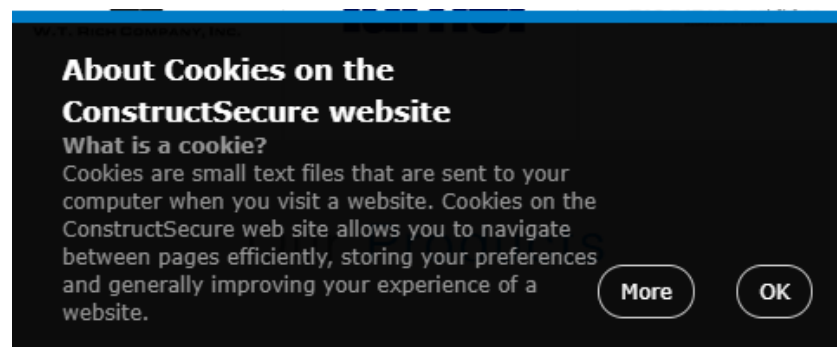 W.T. RICH COMPANY, INC.
About Cookies on the
ConstructSecure website
What is a cookie?
Cookies are small text files that are sent to your
computer when you visit a website. Cookies on the
ConstructSecure web site allows you to navigate
between pages efficiently, storing your preferences
and generally improving your experience of a
website.
More
OK